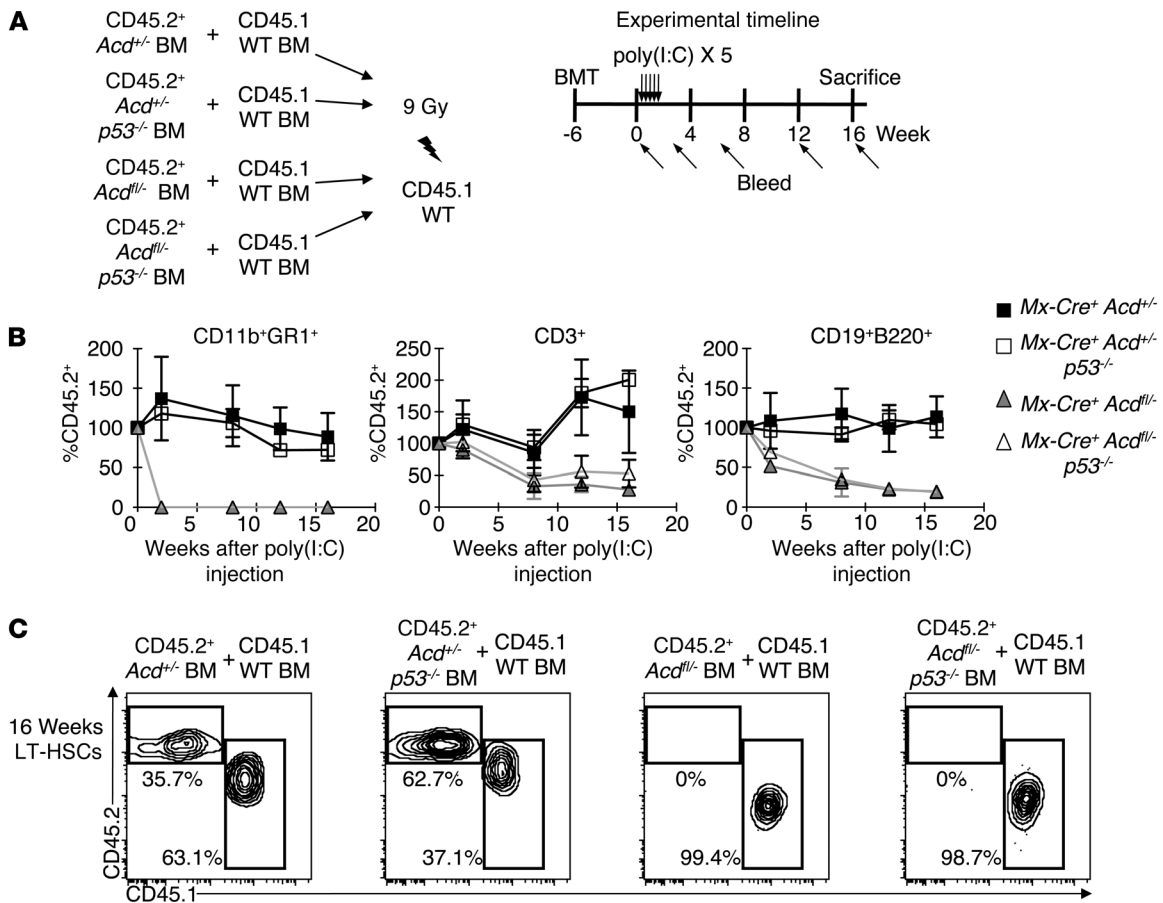 A
CD45.2⁺
Acd⁺/⁻ BM
+
CD45.1
WT BM
CD45.2⁺
Acd⁺/⁻
p53⁻/⁻ BM
+
CD45.1
WT BM
CD45.2⁺
Acdᶠˡ/⁻ BM
+
CD45.1
WT BM
CD45.2⁺
Acdᶠˡ/⁻
p53⁻/⁻ BM
+
CD45.1
WT BM
9 Gy
CD45.1
WT
Experimental timeline
poly(I:C) X 5
BMT
Sacrifice
-6 0 4 8 12 16 Week
Bleed
B
CD11b⁺GR1⁺
%CD45.2⁺
200
150
100
50
0
0 5 10 15 20
Weeks after poly(I:C)
injection
CD3⁺
%CD45.2⁺
250
200
150
100
50
0
0 5 10 15 20
Weeks after poly(I:C)
injection
CD19⁺B220⁺
%CD45.2⁺
200
150
100
50
0
0 5 10 15 20
Weeks after poly(I:C)
injection
Mx-Cre⁺ Acd⁺/⁻
Mx-Cre⁺ Acd⁺/⁻
p53⁻/⁻
Mx-Cre⁺ Acdᶠˡ/⁻
Mx-Cre⁺ Acdᶠˡ/⁻
p53⁻/⁻
C
CD45.2⁺
Acd⁺/⁻ BM
+
CD45.1
WT BM
CD45.2⁺
Acd⁺/⁻
p53⁻/⁻ BM
+
CD45.1
WT BM
CD45.2⁺
Acdᶠˡ/⁻ BM
+
CD45.1
WT BM
CD45.2⁺
Acdᶠˡ/⁻
p53⁻/⁻ BM
+
CD45.1
WT BM
16 Weeks
LT-HSCs
35.7%
63.1%
62.7%
37.1%
0%
99.4%
0%
98.7%
CD45.2
CD45.1